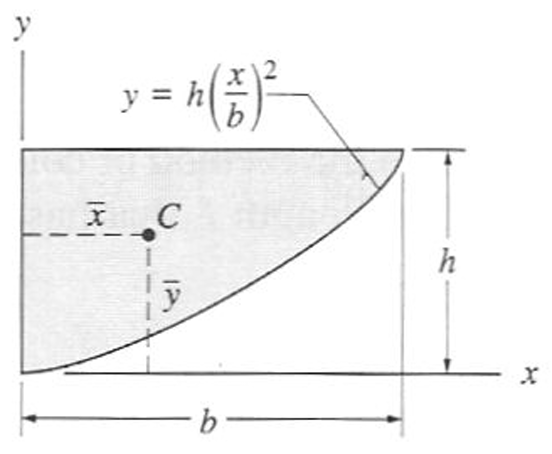 y
y = h(x/b)²
x̄
C
ȳ
h
x
b